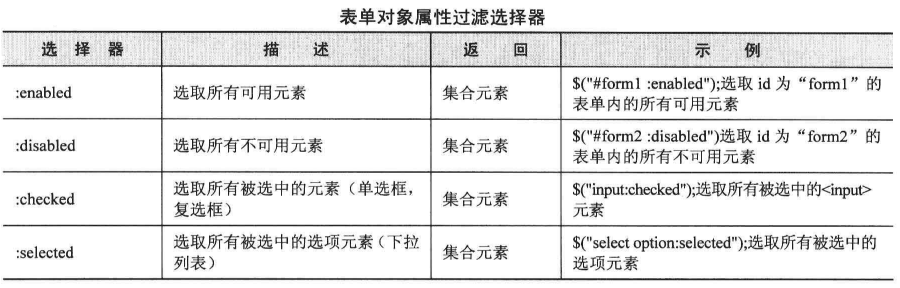 表单对象属性过滤选择器
选 择 器 描 述 返 回 示 例
:enabled 选取所有可用元素 集合元素 $("#form1 :enabled");选取 id 为“form1”的
表单内的所有可用元素
:disabled 选取所有不可用元素 集合元素 $("#form2 :disabled")选取 id 为“form2”的
表单内的所有不可用元素
:checked 选取所有被选中的元素（单选框，
复选框） 集合元素 $("input:checked");选取所有被选中的<input>
元素
:selected 选取所有被选中的选项元素（下拉
列表） 集合元素 $("select option:selected");选取所有被选中的
选项元素